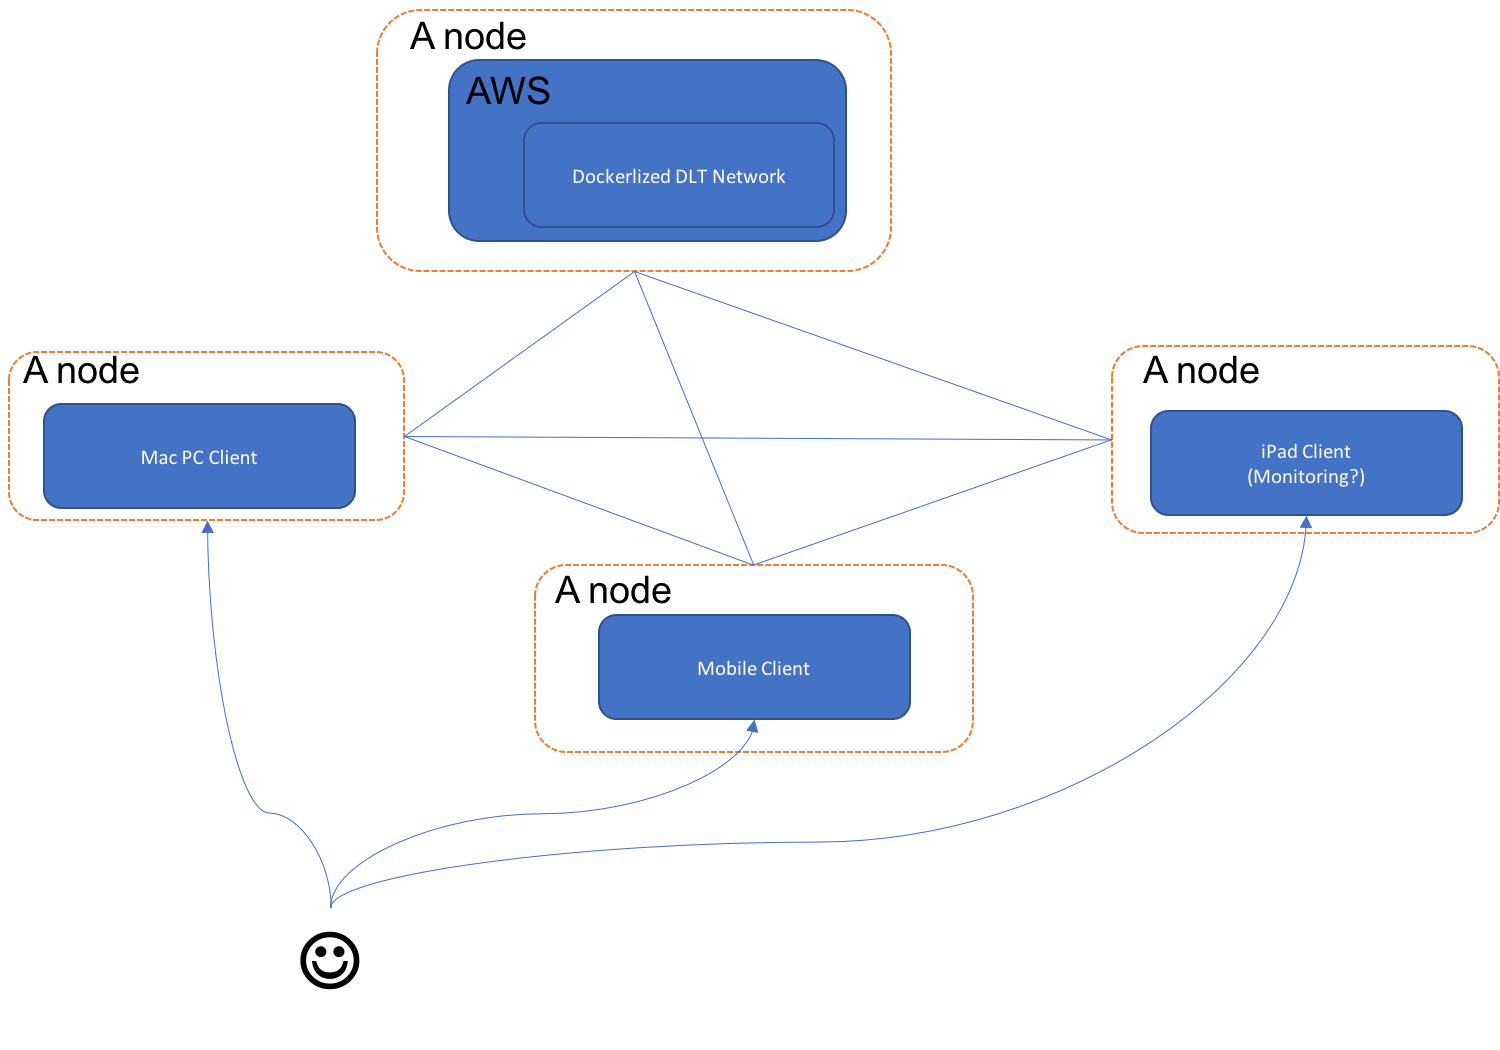 A node
AWS
Dockerlized DLT Network
A node
Mac PC Client
A node
iPad Client
(Monitoring?)
A node
Mobile Client